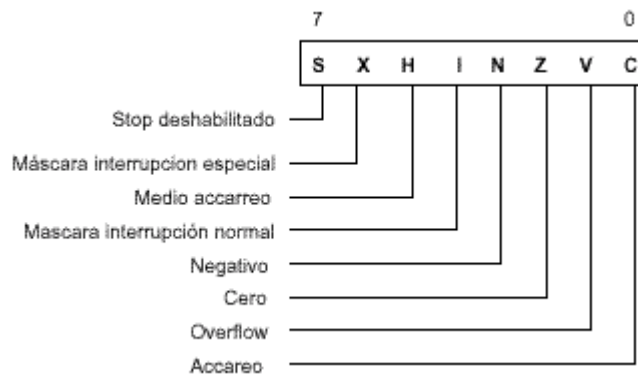 7 0
S X H I N Z V C
Stop deshabilitado
Máscara interrupcion especial
Medio accarreo
Mascara interrupción normal
Negativo
Cero
Overflow
Accareo